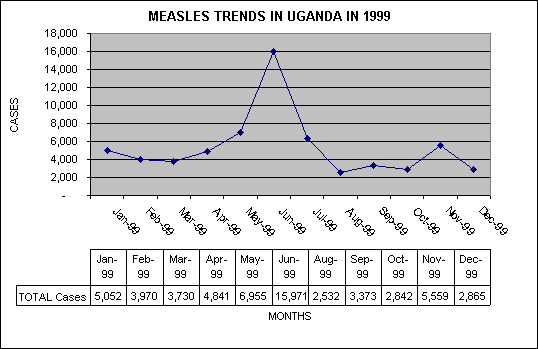 MEASLES TRENDS IN UGANDA IN 1999
CASES
18,000
16,000
14,000
12,000
10,000
8,000
6,000
4,000
2,000
-
Jan-99 Feb-99 Mar-99 Apr-99 May-99 Jun-99 Jul-99 Aug-99 Sep-99 Oct-99 Nov-99 Dec-99
Jan- Feb- Mar- Apr- May- Jun- Aug- Sep- Oct- Nov- Dec-
99 99 99 99 99 99 99 99 99 99 99
TOTAL Cases 5,052 3,970 3,730 4,841 6,955 15,971 2,532 3,373 2,842 5,559 2,865
MONTHS